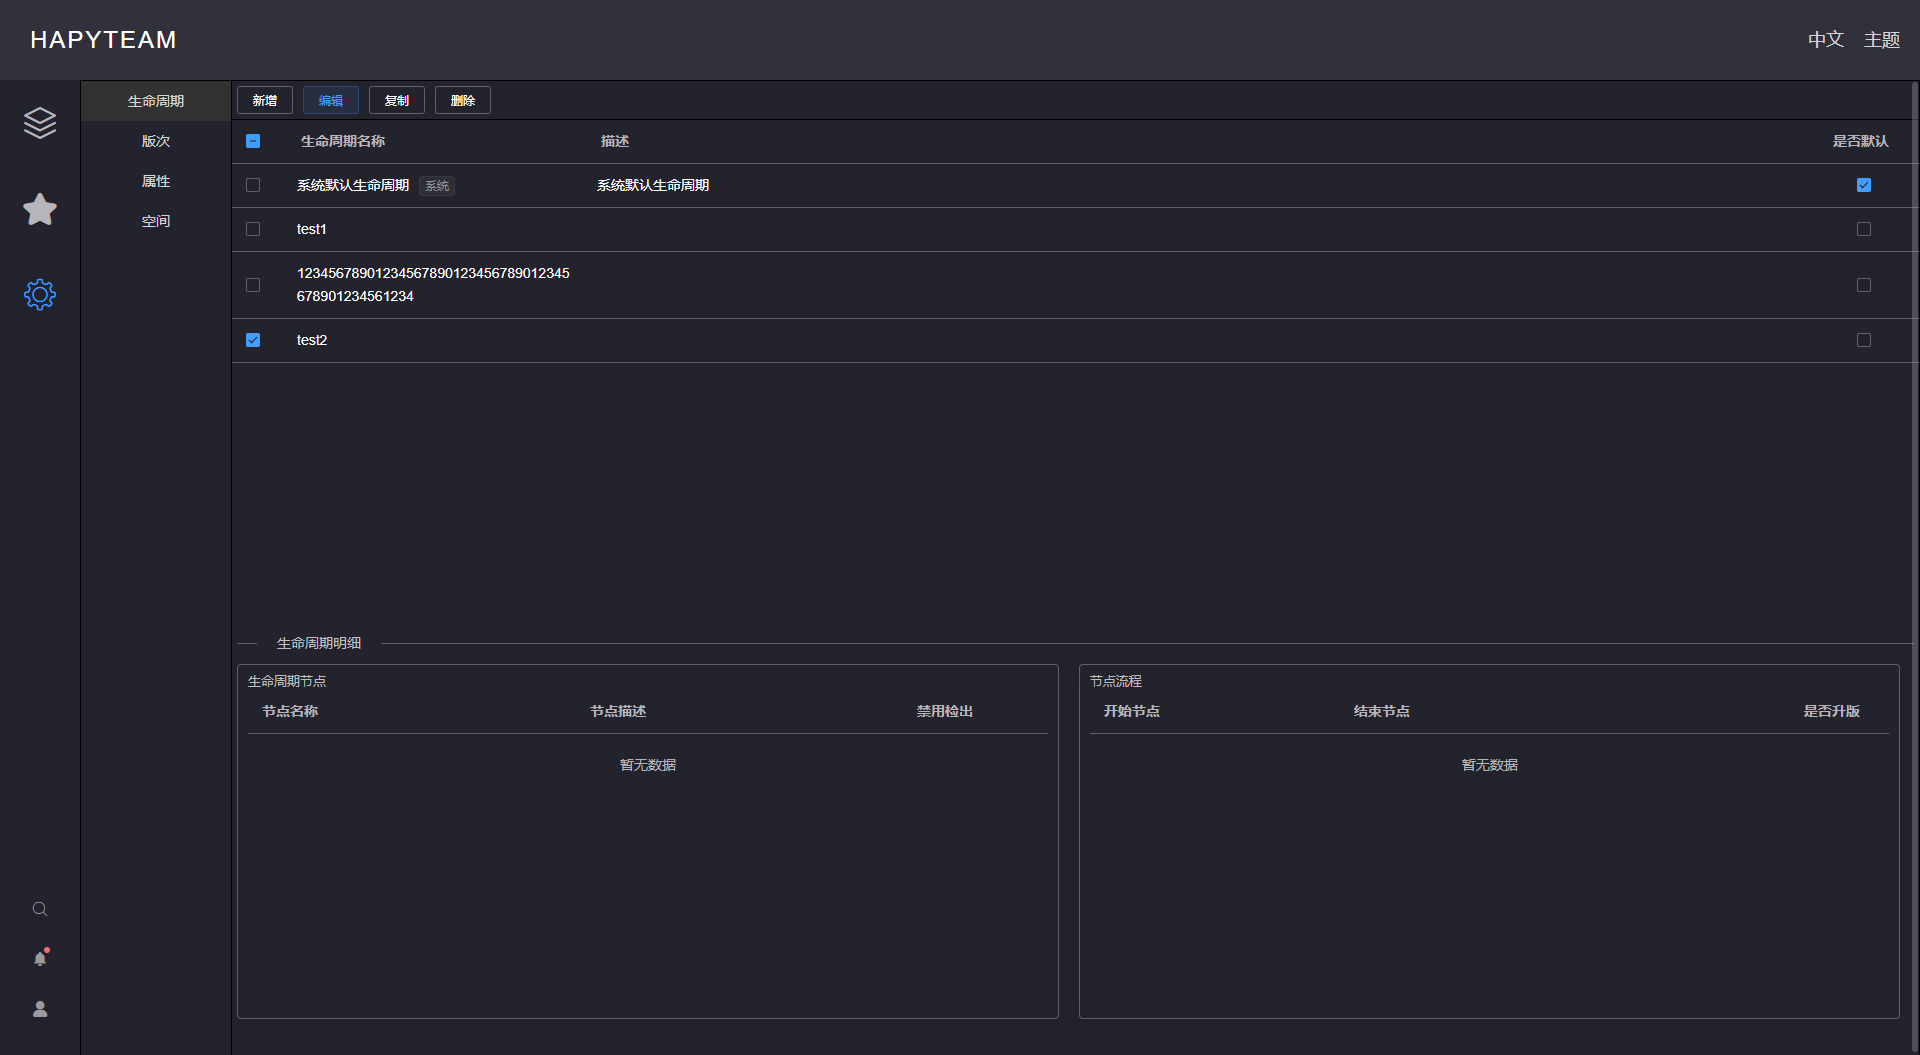 HAPYTEAM
中文 主题
生命周期
版次
属性
空间
新增 编辑 复制 删除
生命周期名称 描述 是否默认
系统默认生命周期 系统 系统默认生命周期
test1
12345678901234567890123456789012345
678901234561234
test2
生命周期明细
生命周期节点
节点名称 节点描述 禁用检出
暂无数据
节点流程
开始节点 结束节点 是否升版
暂无数据